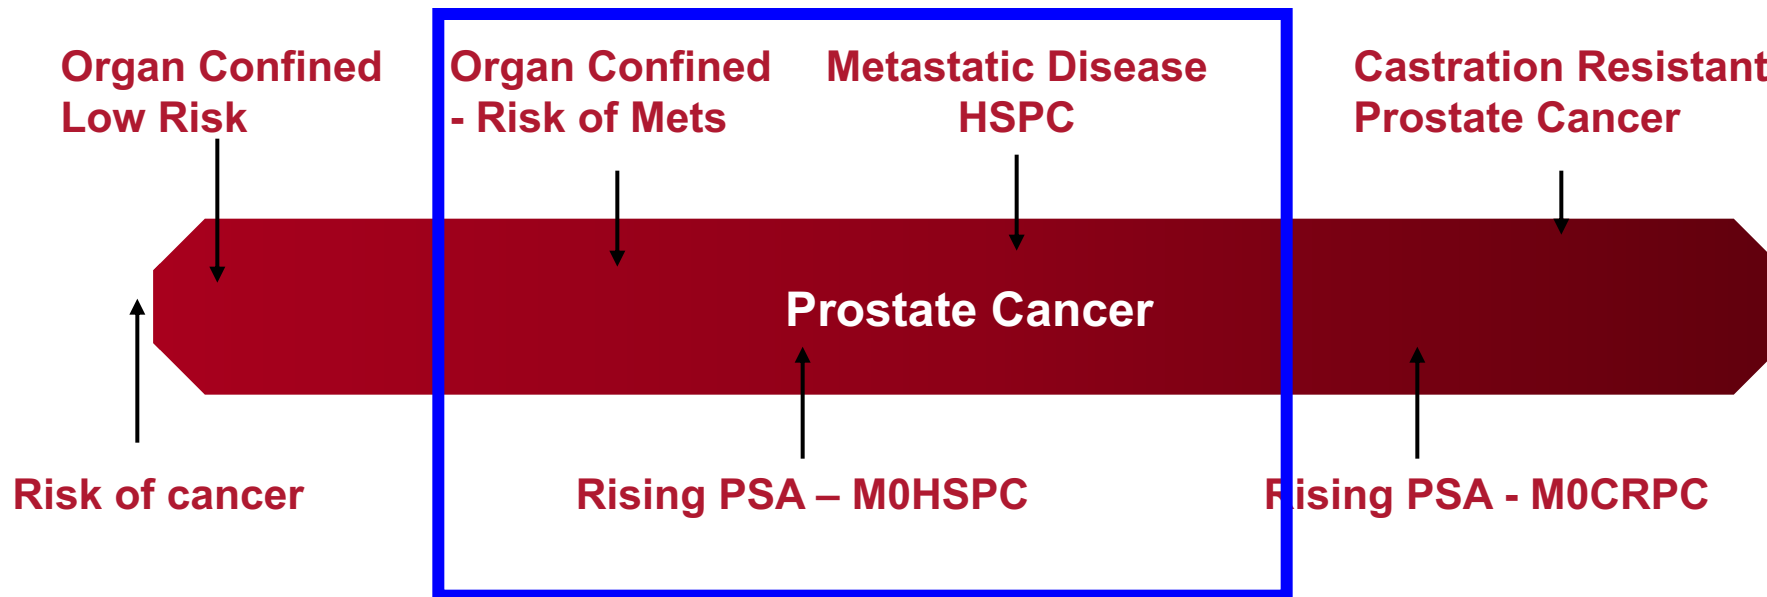 Organ Confined
Low Risk
Organ Confined
- Risk of Mets
Metastatic Disease
HSPC
Castration Resistant
Prostate Cancer
Prostate Cancer
Risk of cancer
Rising PSA – M0HSPC
Rising PSA - M0CRPC